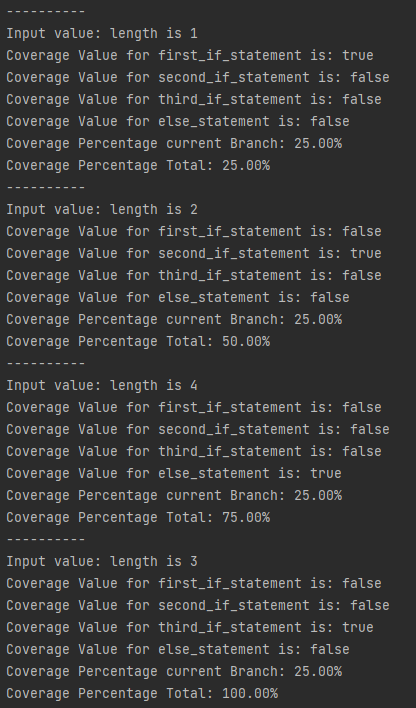 ----------
Input value: length is 1
Coverage Value for first_if_statement is: true
Coverage Value for second_if_statement is: false
Coverage Value for third_if_statement is: false
Coverage Value for else_statement is: false
Coverage Percentage current Branch: 25.00%
Coverage Percentage Total: 25.00%
----------
Input value: length is 2
Coverage Value for first_if_statement is: false
Coverage Value for second_if_statement is: true
Coverage Value for third_if_statement is: false
Coverage Value for else_statement is: false
Coverage Percentage current Branch: 25.00%
Coverage Percentage Total: 50.00%
----------
Input value: length is 4
Coverage Value for first_if_statement is: false
Coverage Value for second_if_statement is: false
Coverage Value for third_if_statement is: false
Coverage Value for else_statement is: true
Coverage Percentage current Branch: 25.00%
Coverage Percentage Total: 75.00%
----------
Input value: length is 3
Coverage Value for first_if_statement is: false
Coverage Value for second_if_statement is: false
Coverage Value for third_if_statement is: true
Coverage Value for else_statement is: false
Coverage Percentage current Branch: 25.00%
Coverage Percentage Total: 100.00%